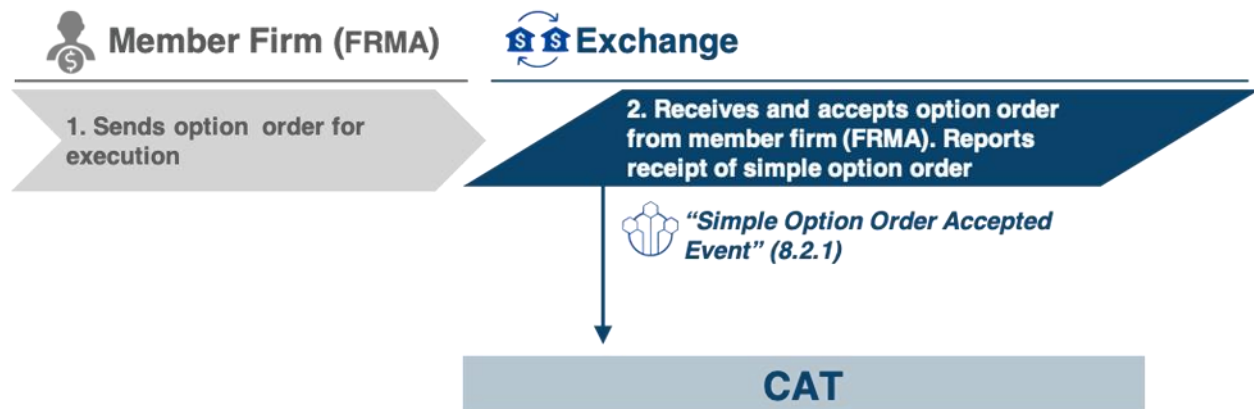 Member Firm (FRMA)
Exchange
1. Sends option order for
execution
2. Receives and accepts option order
from member firm (FRMA). Reports
receipt of simple option order
“Simple Option Order Accepted
Event” (8.2.1)
CAT